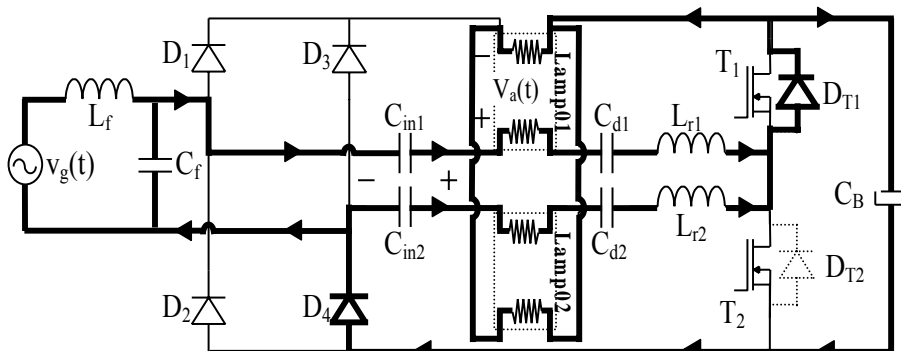 D1
D3
Lf
vg(t)
Cf
D2
D4
Cin1
− +
Cin2
−
Va(t)
+
Lamp01
Lamp02
Cd1
Lr1
Cd2
Lr2
T1
DT1
CB
T2
DT2